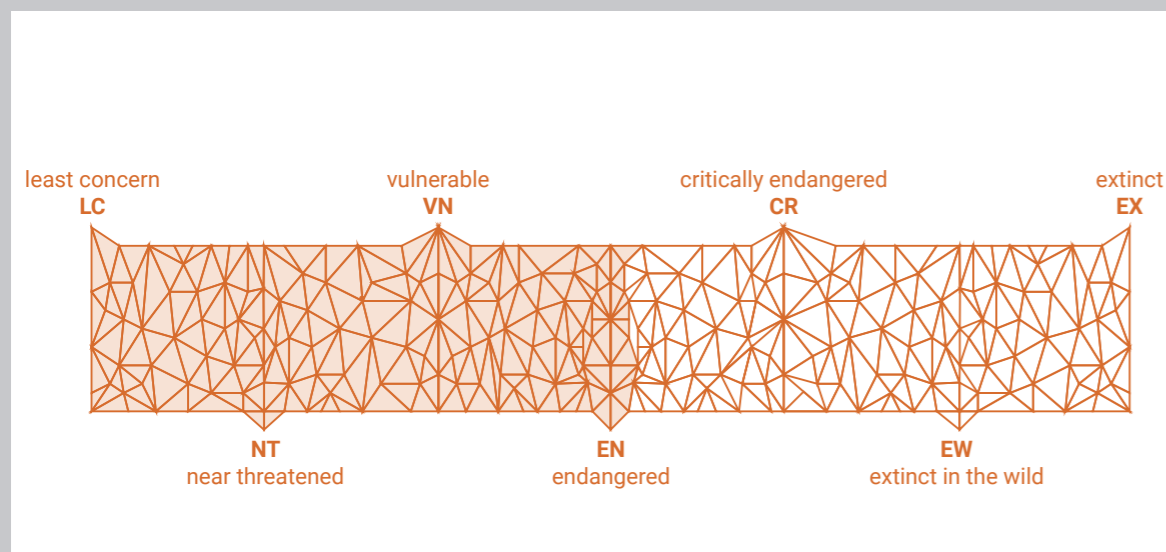 least concern
LC
vulnerable
VN
critically endangered
CR
extinct
EX
NT
near threatened
EN
endangered
EW
extinct in the wild